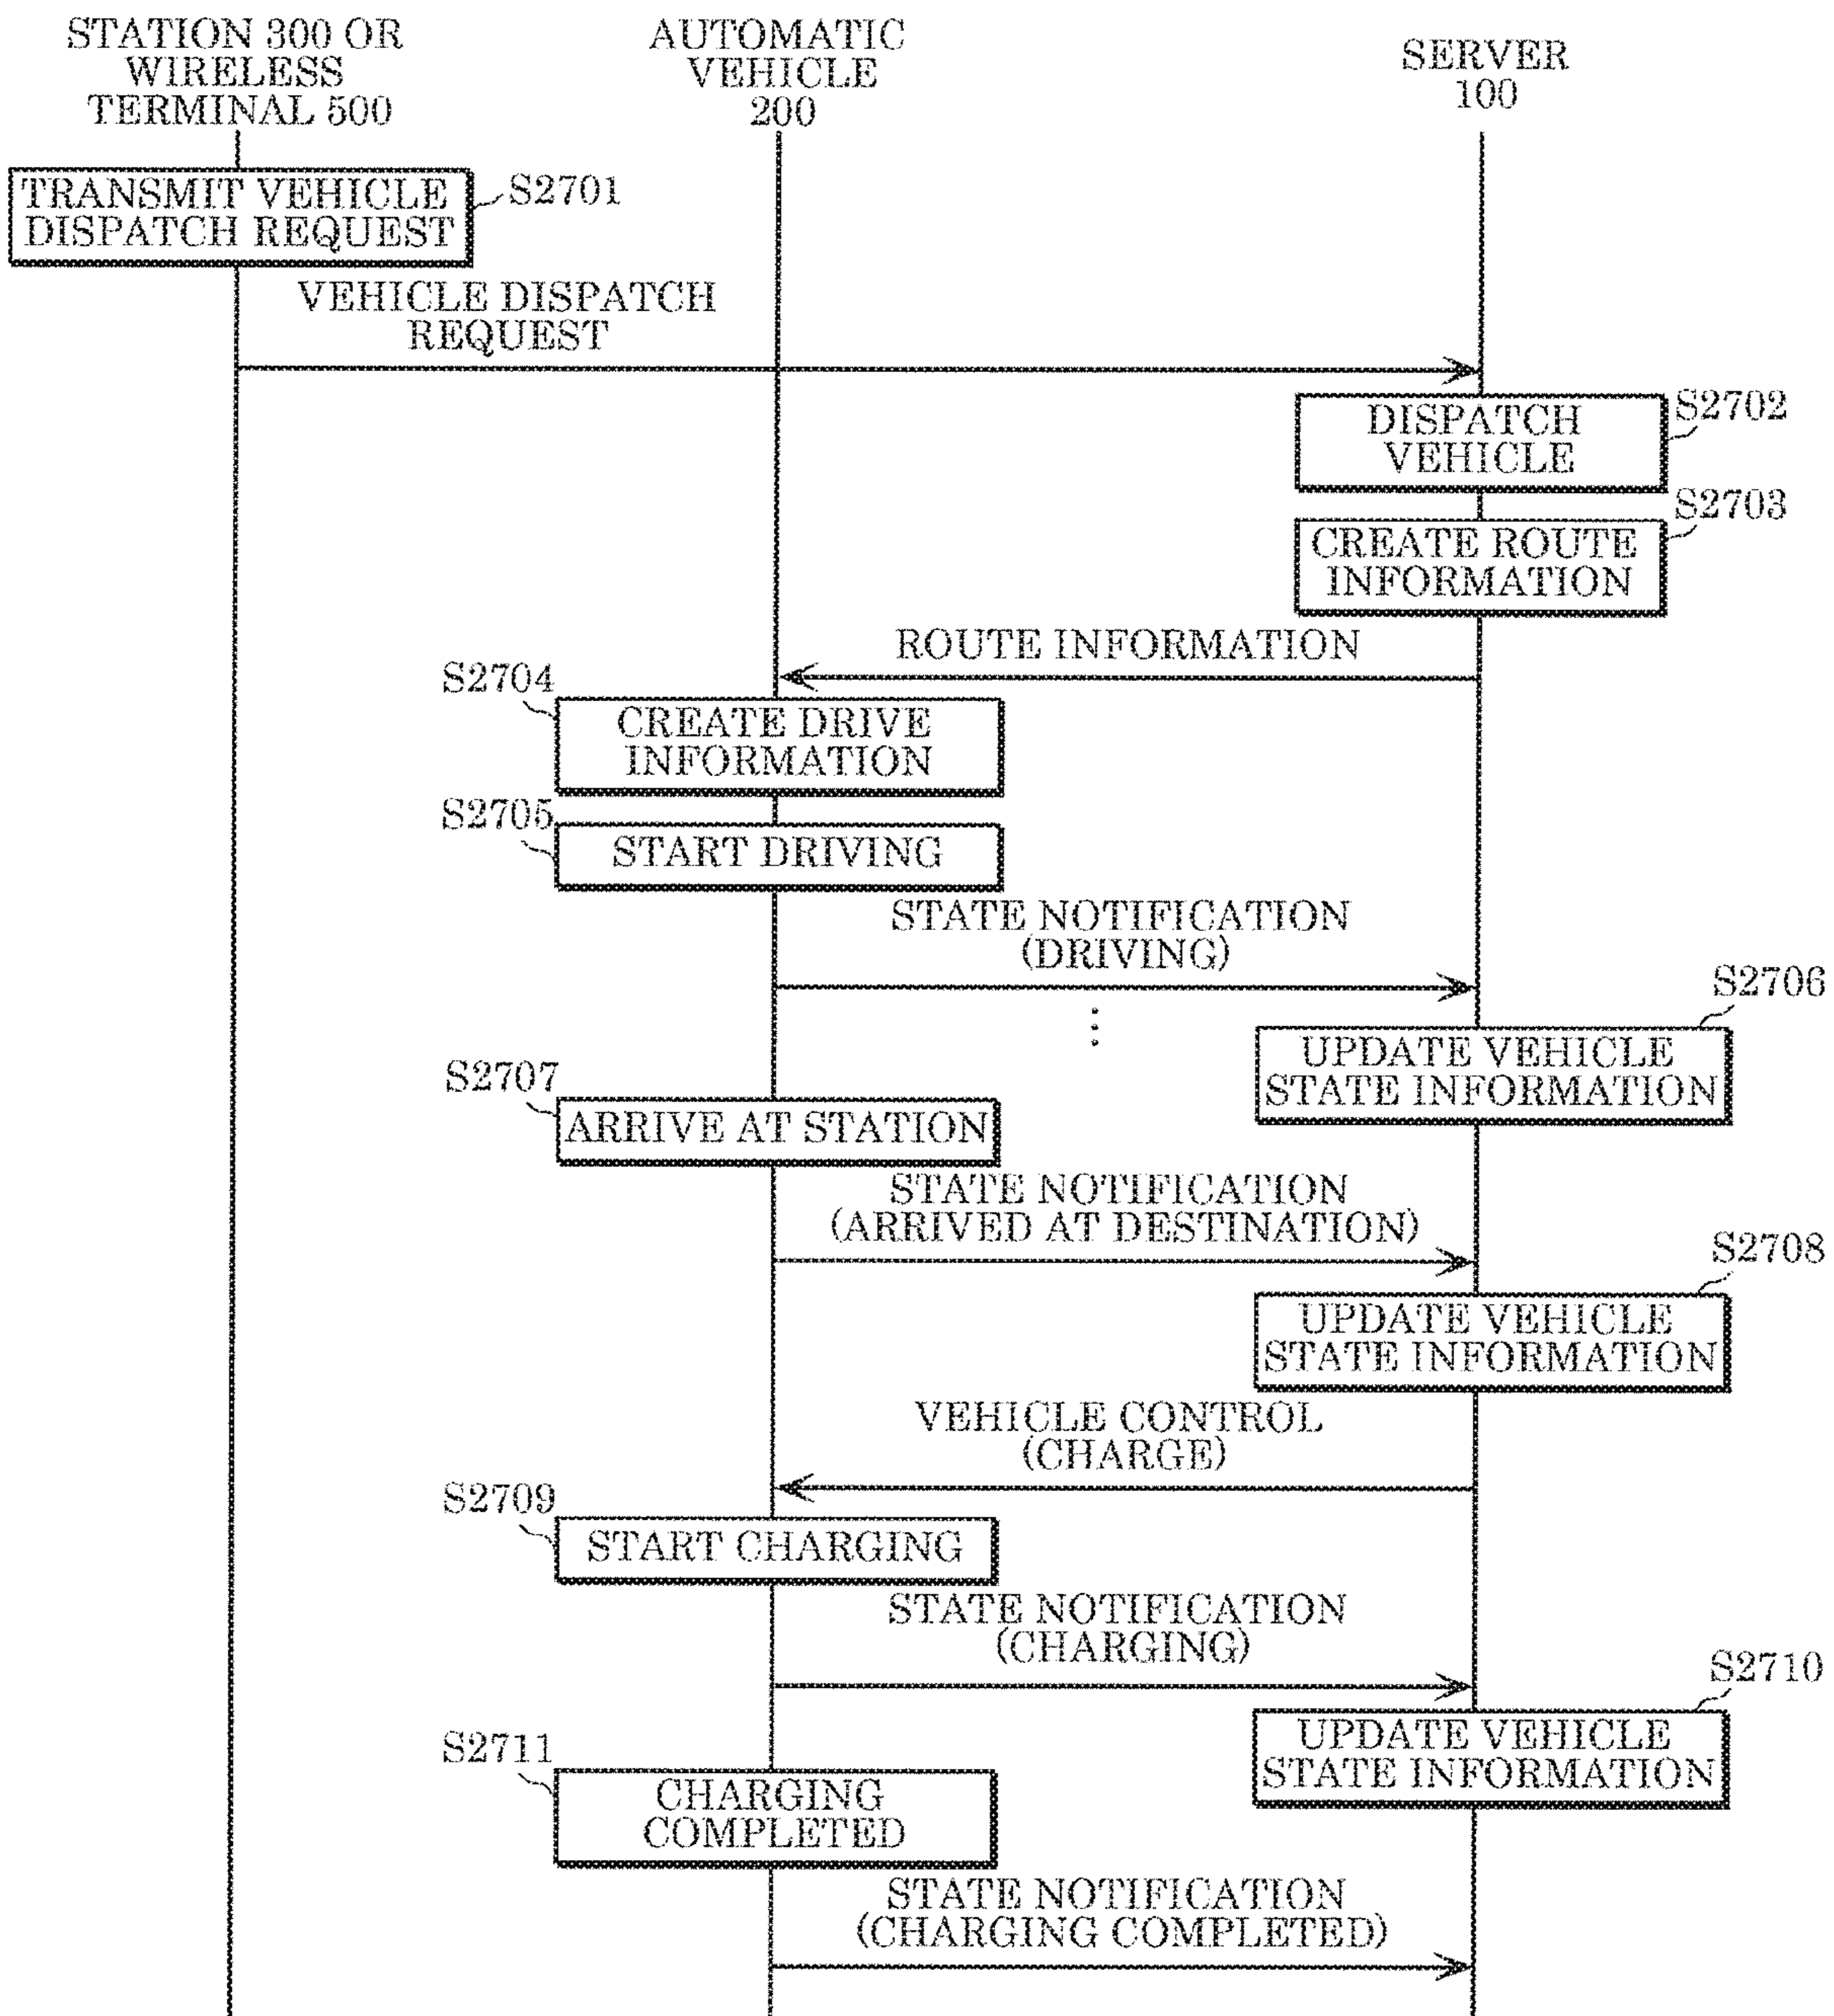 STATION 300 OR
WIRELESS
TERMINAL 500
AUTOMATIC
VEHICLE
200
SERVER
100
TRANSMIT VEHICLE
DISPATCH REQUEST
S2701
VEHICLE DISPATCH
REQUEST
DISPATCH
VEHICLE
S2702
CREATE ROUTE
INFORMATION
S2703
ROUTE INFORMATION
S2704
CREATE DRIVE
INFORMATION
S2705
START DRIVING
STATE NOTIFICATION
(DRIVING)
S2706
UPDATE VEHICLE
STATE INFORMATION
S2707
ARRIVE AT STATION
STATE NOTIFICATION
(ARRIVED AT DESTINATION)
S2708
UPDATE VEHICLE
STATE INFORMATION
VEHICLE CONTROL
(CHARGE)
S2709
START CHARGING
STATE NOTIFICATION
(CHARGING)
S2710
UPDATE VEHICLE
STATE INFORMATION
S2711
CHARGING
COMPLETED
STATE NOTIFICATION
(CHARGING COMPLETED)